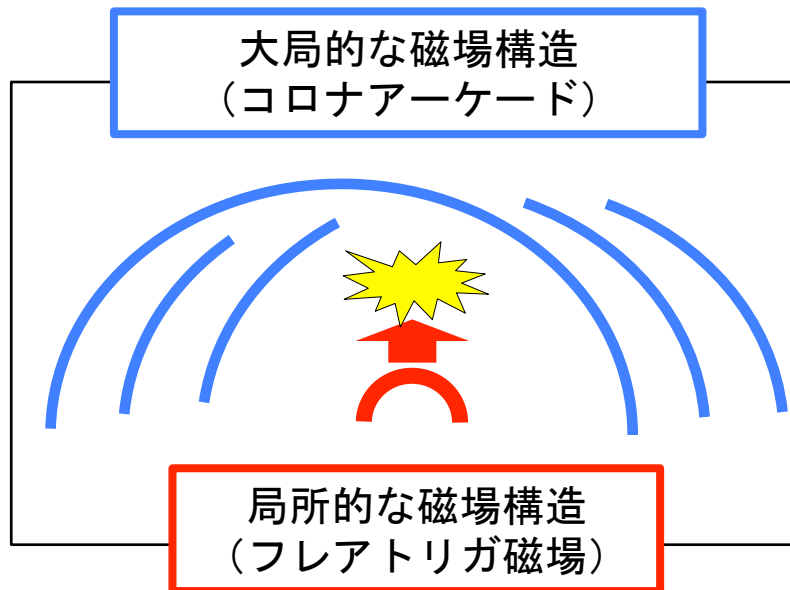 大局的な磁場構造
（コロナアーケード）
局所的な磁場構造
（フレアトリガ磁場）